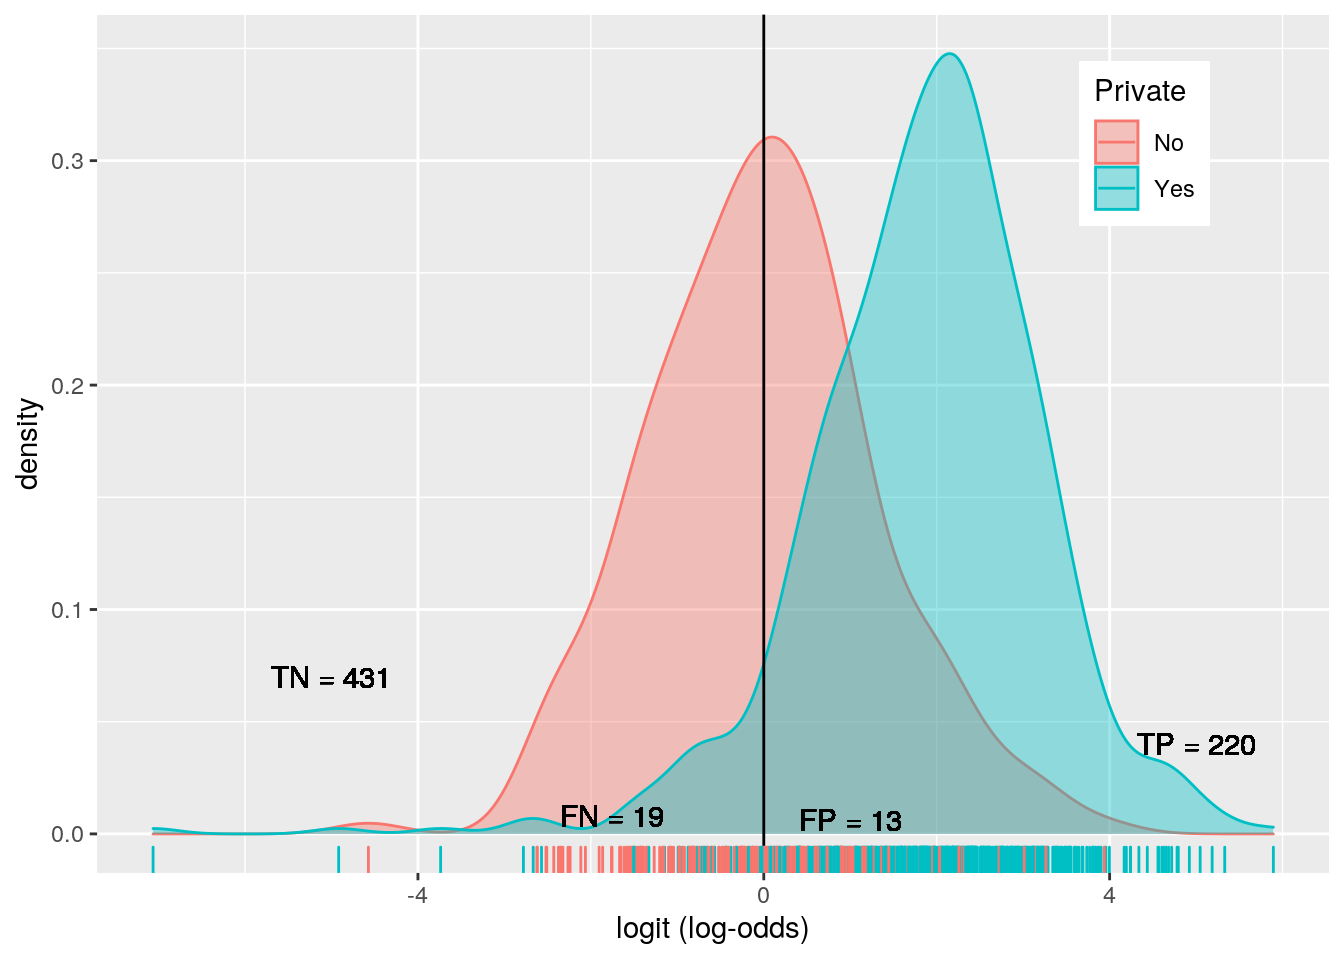 Private
No
Yes
0.3
0.2
0.1
0.0
density
TN = 431
TP = 220
FN = 19
FP = 13
-4
0
4
logit (log-odds)